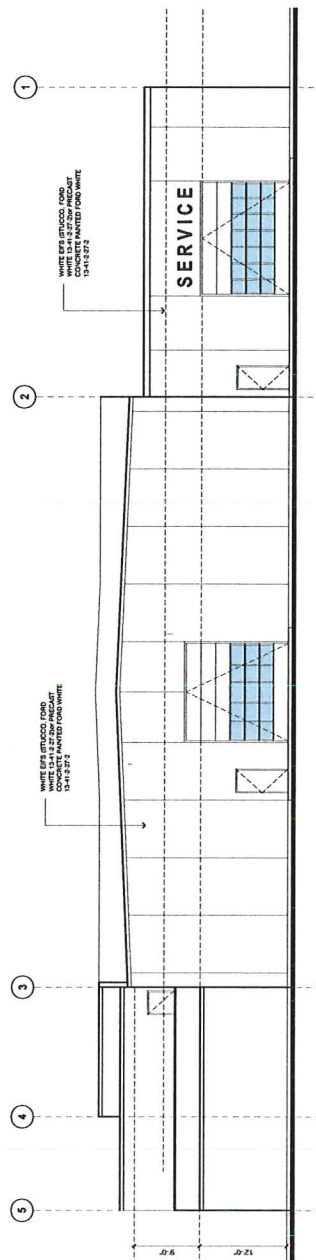 5
4
3
2
1
WHITE EIFS (STUCCO, FORD
WHITE 13-41-2-27-2)or PRECAST
CONCRETE PAINTED FORD WHITE
13-41-2-27-2
WHITE EIFS (STUCCO, FORD
WHITE 13-41-2-27-2)or PRECAST
CONCRETE PAINTED FORD WHITE
13-41-2-27-2
SERVICE
9'-0"
12'-0"